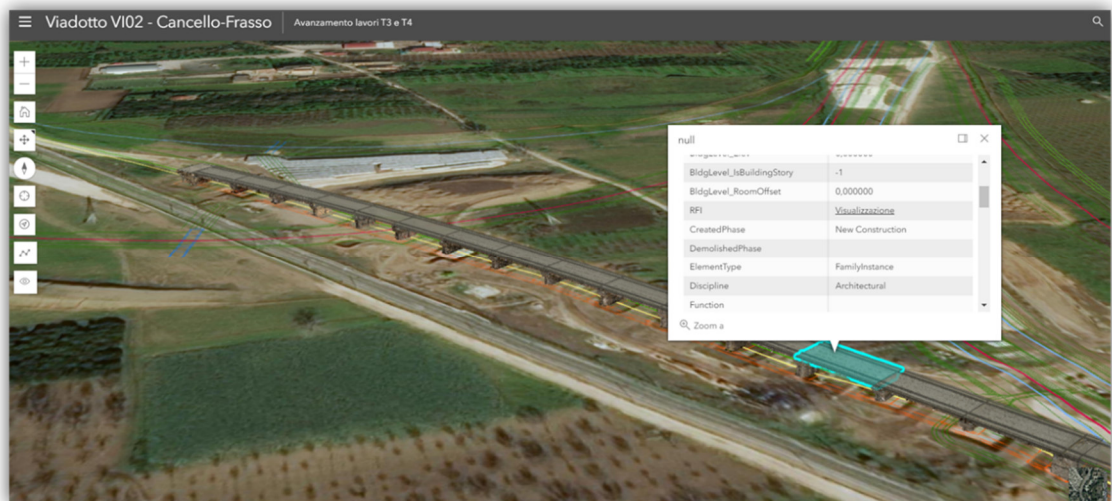 Viadotto VI02 - Cancello-Frasso Avanzamento lavori T3 e T4
null
BldgLevel_IsBuildingStory -1
BldgLevel_RoomOffset 0,000000
RFI Visualizzazione
CreatedPhase New Construction
DemolishedPhase
ElementType FamilyInstance
Discipline Architectural
Function
Zoom a